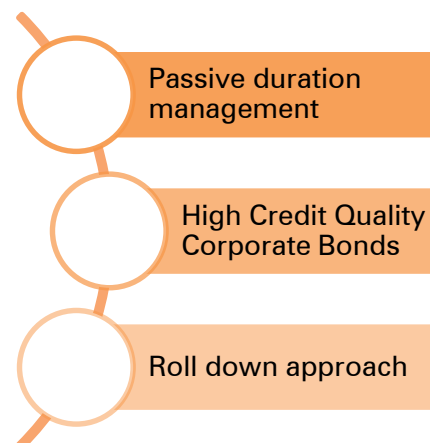 Passive duration
management
High Credit Quality
Corporate Bonds
Roll down approach